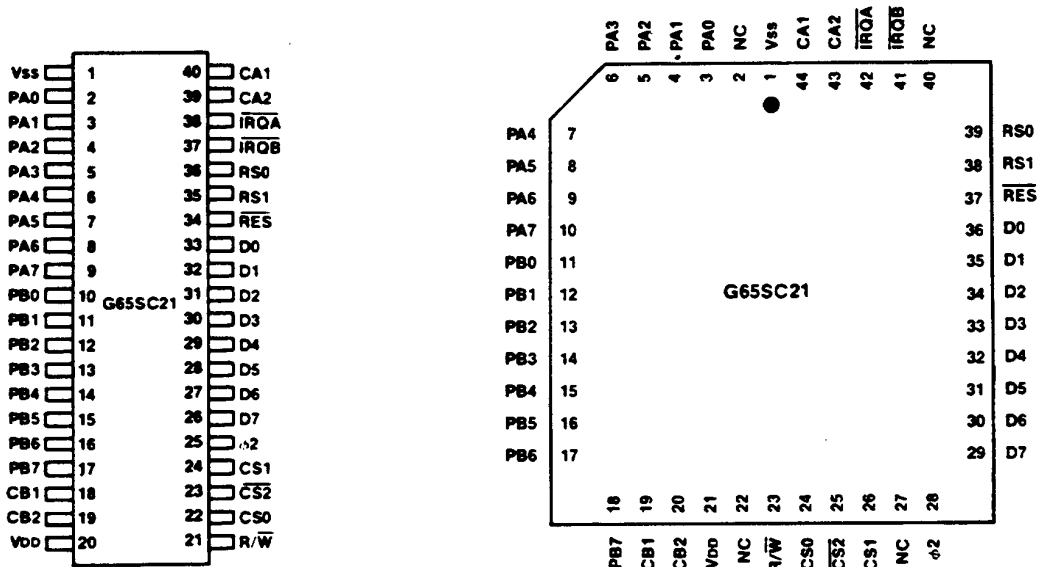 Vss 1 40 CA1
PA0 2 39 CA2
PA1 3 38 IRQA
PA2 4 37 IRQB
PA3 5 36 RS0
PA4 6 35 RS1
PA5 7 34 RES
PA6 8 33 D0
PA7 9 32 D1
PB0 10 31 D2
G65SC21
PB1 11 30 D3
PB2 12 29 D4
PB3 13 28 D5
PB4 14 27 D6
PB5 15 26 D7
PB6 16 25 ϕ2
PB7 17 24 CS1
CB1 18 23 CS2
CB2 19 22 CS0
VDD 20 21 R/W
PA3 PA2 PA1 PA0 NC Vss CA1 CA2 IRQA IRQB NC
6 5 4 3 2 1 44 43 42 41 40
PA4 7 39 RS0
PA5 8 38 RS1
PA6 9 37 RES
PA7 10 36 D0
PB0 11 35 D1
PB1 12 G65SC21 34 D2
PB2 13 33 D3
PB3 14 32 D4
PB4 15 31 D5
PB5 16 30 D6
PB6 17 29 D7
18 19 20 21 22 23 24 25 26 27 28
PB7 CB1 CB2 VDD NC R/W CS0 CS2 CS1 NC ϕ2